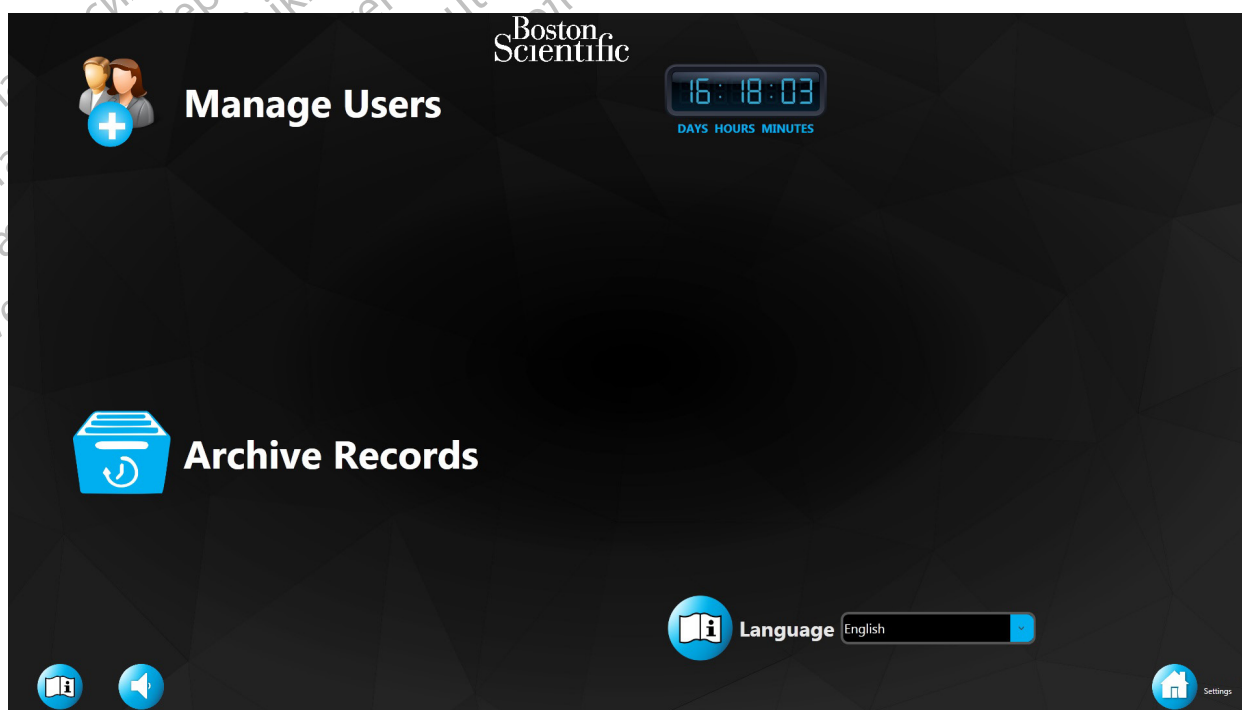 Boston
Scientific
Manage Users
16:18:03
DAYS HOURS MINUTES
Archive Records
Language English
Settings